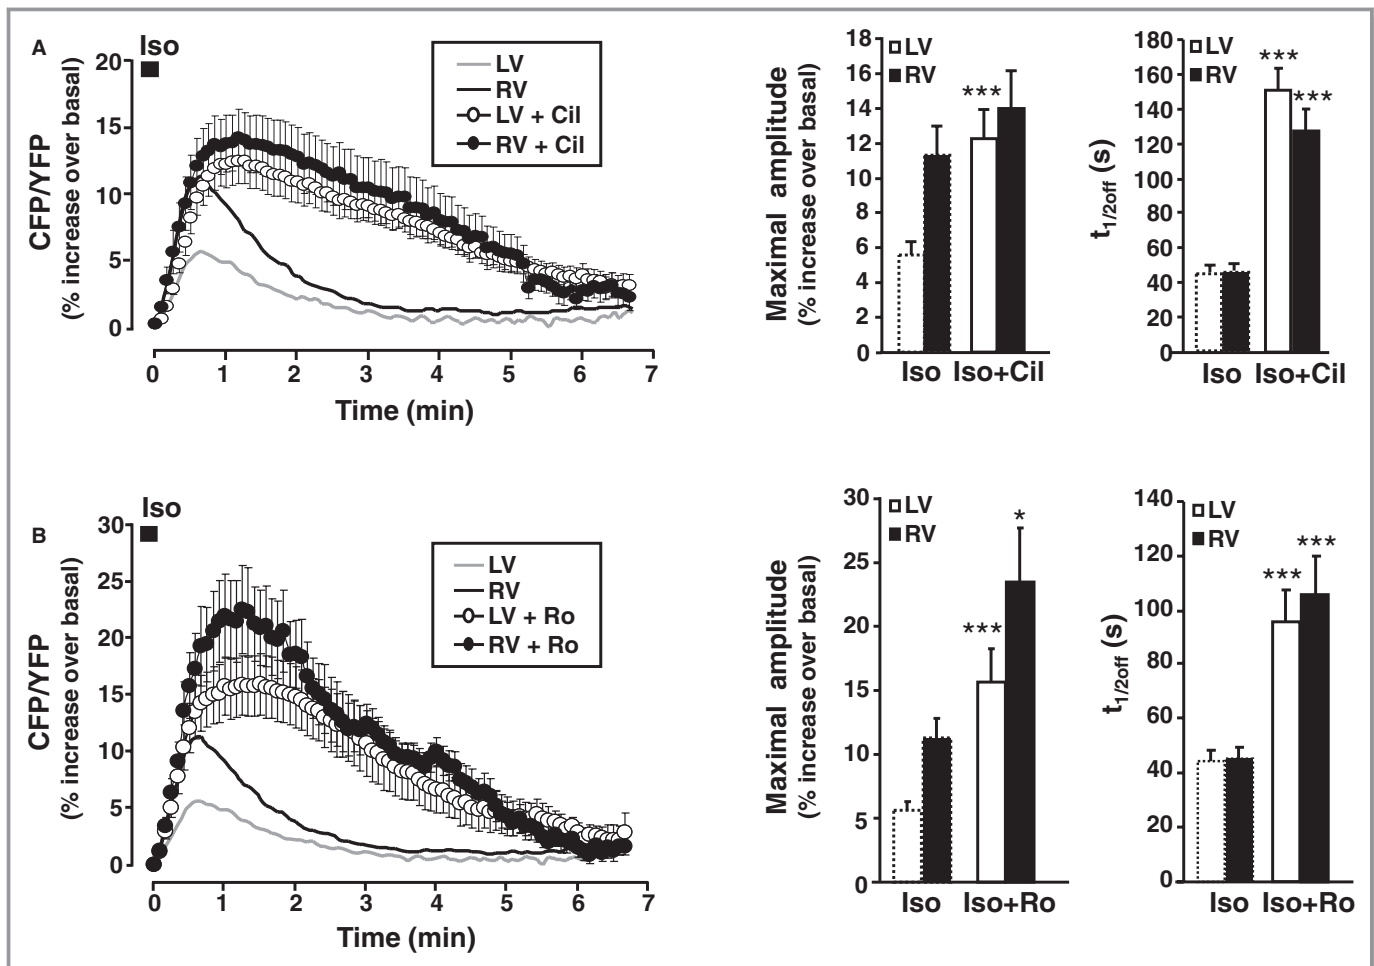 A
Iso
CFP/YFP
(% increase over basal)
20
15
10
5
0
0 1 2 3 4 5 6 7
Time (min)
LV
RV
LV + Cil
RV + Cil
Maximal amplitude
(% increase over basal)
18
16
14
12
10
8
6
4
2
0
LV
RV
***
Iso Iso+Cil
t1/2off (s)
180
160
140
120
100
80
60
40
20
0
LV
RV
***
***
Iso Iso+Cil
B
Iso
CFP/YFP
(% increase over basal)
30
25
20
15
10
5
0
0 1 2 3 4 5 6 7
Time (min)
LV
RV
LV + Ro
RV + Ro
Maximal amplitude
(% increase over basal)
30
25
20
15
10
5
0
LV
RV
*
***
Iso Iso+Ro
t1/2off (s)
140
120
100
80
60
40
20
0
LV
RV
***
***
Iso Iso+Ro